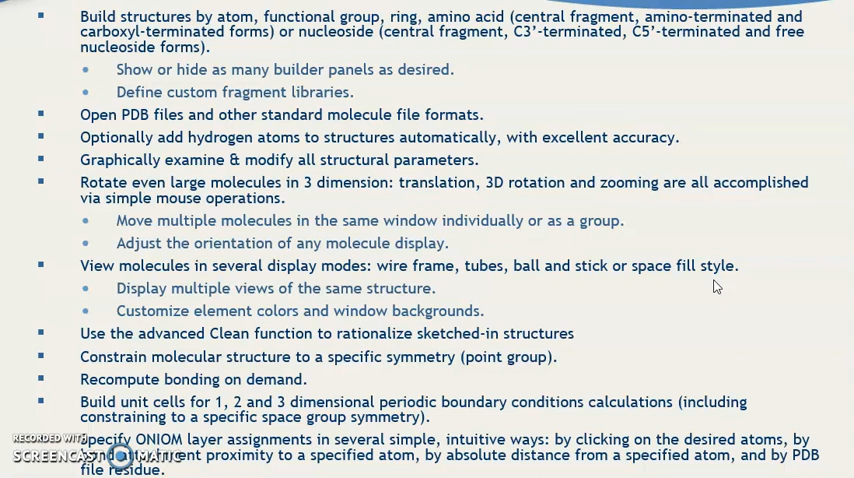 Build structures by atom, functional group, ring, amino acid (central fragment, amino-terminated and
carboxyl-terminated forms) or nucleoside (central fragment, C3’-terminated, C5’-terminated and free
nucleoside forms).
Show or hide as many builder panels as desired.
Define custom fragment libraries.
Open PDB files and other standard molecule file formats.
Optionally add hydrogen atoms to structures automatically, with excellent accuracy.
Graphically examine & modify all structural parameters.
Rotate even large molecules in 3 dimension: translation, 3D rotation and zooming are all accomplished
via simple mouse operations.
Move multiple molecules in the same window individually or as a group.
Adjust the orientation of any molecule display.
View molecules in several display modes: wire frame, tubes, ball and stick or space fill style.
Display multiple views of the same structure.
Customize element colors and window backgrounds.
Use the advanced Clean function to rationalize sketched-in structures
Constrain molecular structure to a specific symmetry (point group).
Recompute bonding on demand.
Build unit cells for 1, 2 and 3 dimensional periodic boundary conditions calculations (including
constraining to a specific space group symmetry).
Specify ONIOM layer assignments in several simple, intuitive ways: by clicking on the desired atoms, by
proximity to a specified atom, by absolute distance from a specified atom, and by PDB
file residue.
RECORDED WITH
SCREENCAST MATIC